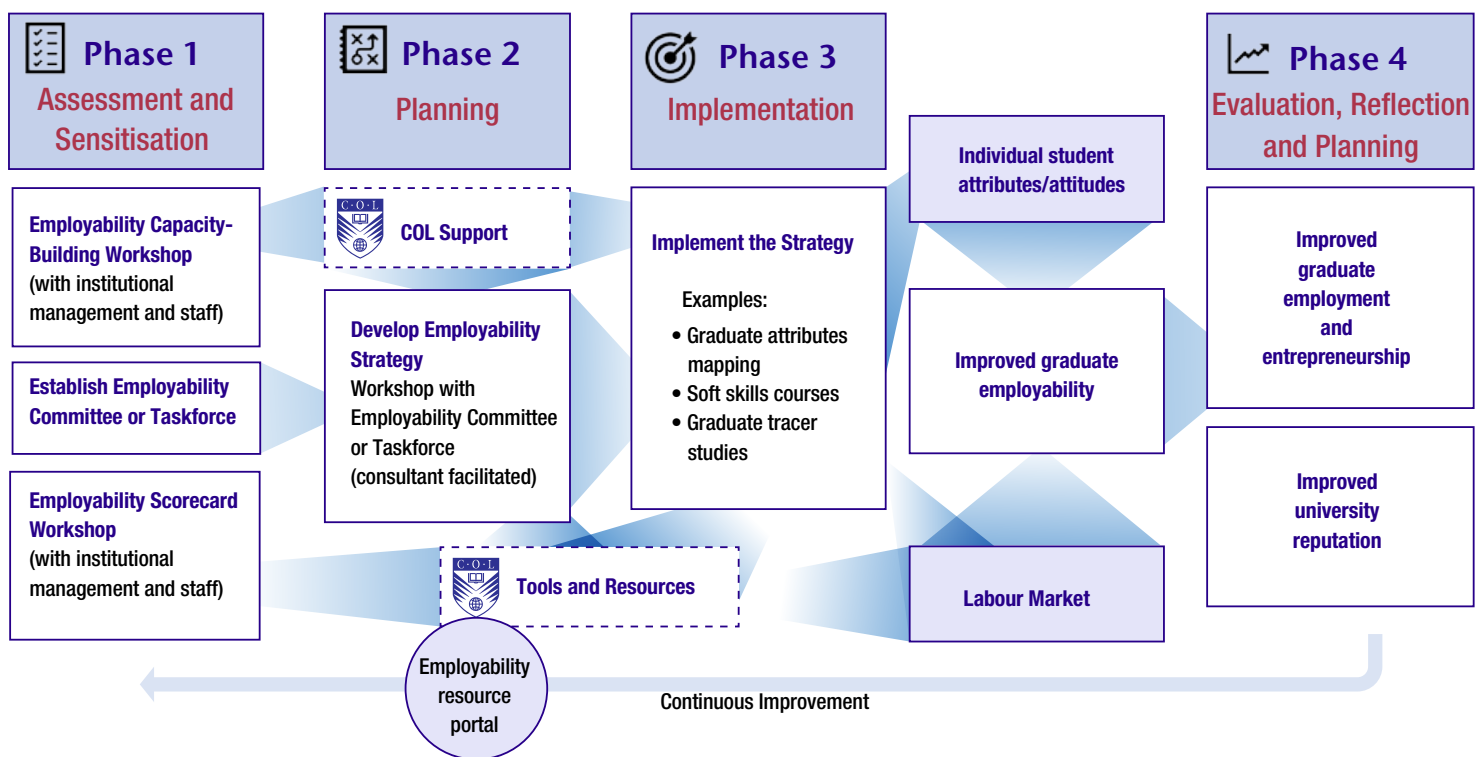 Phase 1
Assessment and
Sensitisation
Phase 2
Planning
Phase 3
Implementation
Phase 4
Evaluation, Reflection
and Planning
Employability Capacity-
Building Workshop
(with institutional
management and staff)
Establish Employability
Committee or Taskforce
Employability Scorecard
Workshop
(with institutional
management and staff)
C·O·L
COL Support
Develop Employability
Strategy
Workshop with
Employability Committee
or Taskforce
(consultant facilitated)
C·O·L
Tools and Resources
Employability
resource
portal
Implement the Strategy
Examples:
• Graduate attributes
mapping
• Soft skills courses
• Graduate tracer
studies
Individual student
attributes/attitudes
Improved graduate
employability
Labour Market
Improved
graduate
employment
and
entrepreneurship
Improved
university
reputation
Continuous Improvement